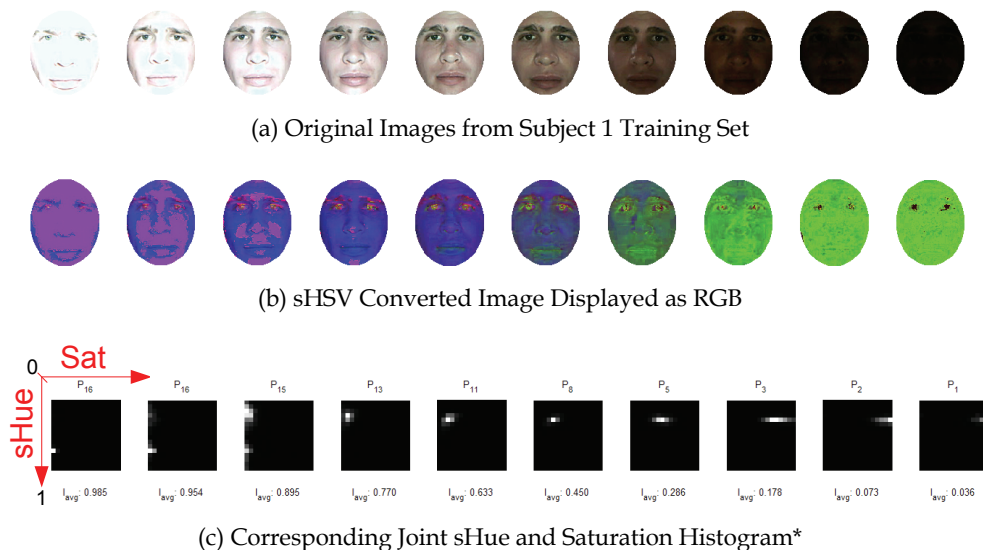 (a) Original Images from Subject 1 Training Set
(b) sHSV Converted Image Displayed as RGB
0 Sat
sHue
1
P16 P16 P15 P13 P11 P8 P5 P3 P2 P1
Iavg: 0.985 Iavg: 0.954 Iavg: 0.895 Iavg: 0.770 Iavg: 0.633 Iavg: 0.450 Iavg: 0.286 Iavg: 0.178 Iavg: 0.073 Iavg: 0.036
(c) Corresponding Joint sHue and Saturation Histogram*